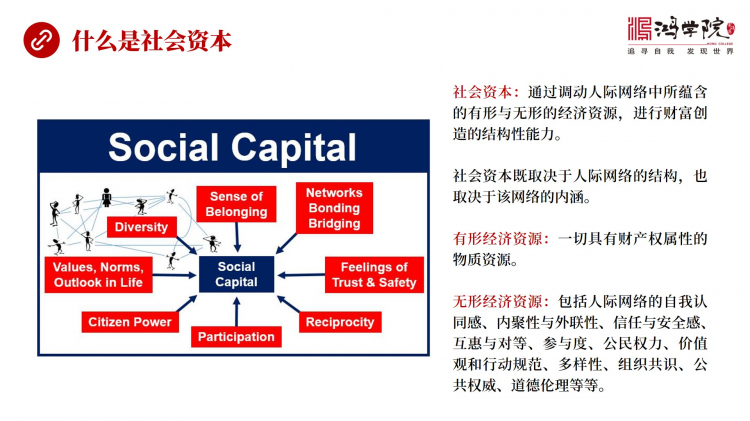 什么是社会资本
鸿学院
HONG COLLEGE
追寻自我 发现世界
Social Capital
Sense of
Belonging
Networks
Bonding
Bridging
Diversity
Values, Norms,
Outlook in Life
Social
Capital
Feelings of
Trust & Safety
Citizen Power
Participation
Reciprocity
社会资本：通过调动人际网络中所蕴含
的有形与无形的经济资源，进行财富创
造的结构性能力。
社会资本既取决于人际网络的结构，也
取决于该网络的内涵。
有形经济资源：一切具有财产权属性的
物质资源。
无形经济资源：包括人际网络的自我认
同感、内聚性与外联性、信任与安全感、
互惠与对等、参与度、公民权力、价值
观和行动规范、多样性、组织共识、公
共权威、道德伦理等等。